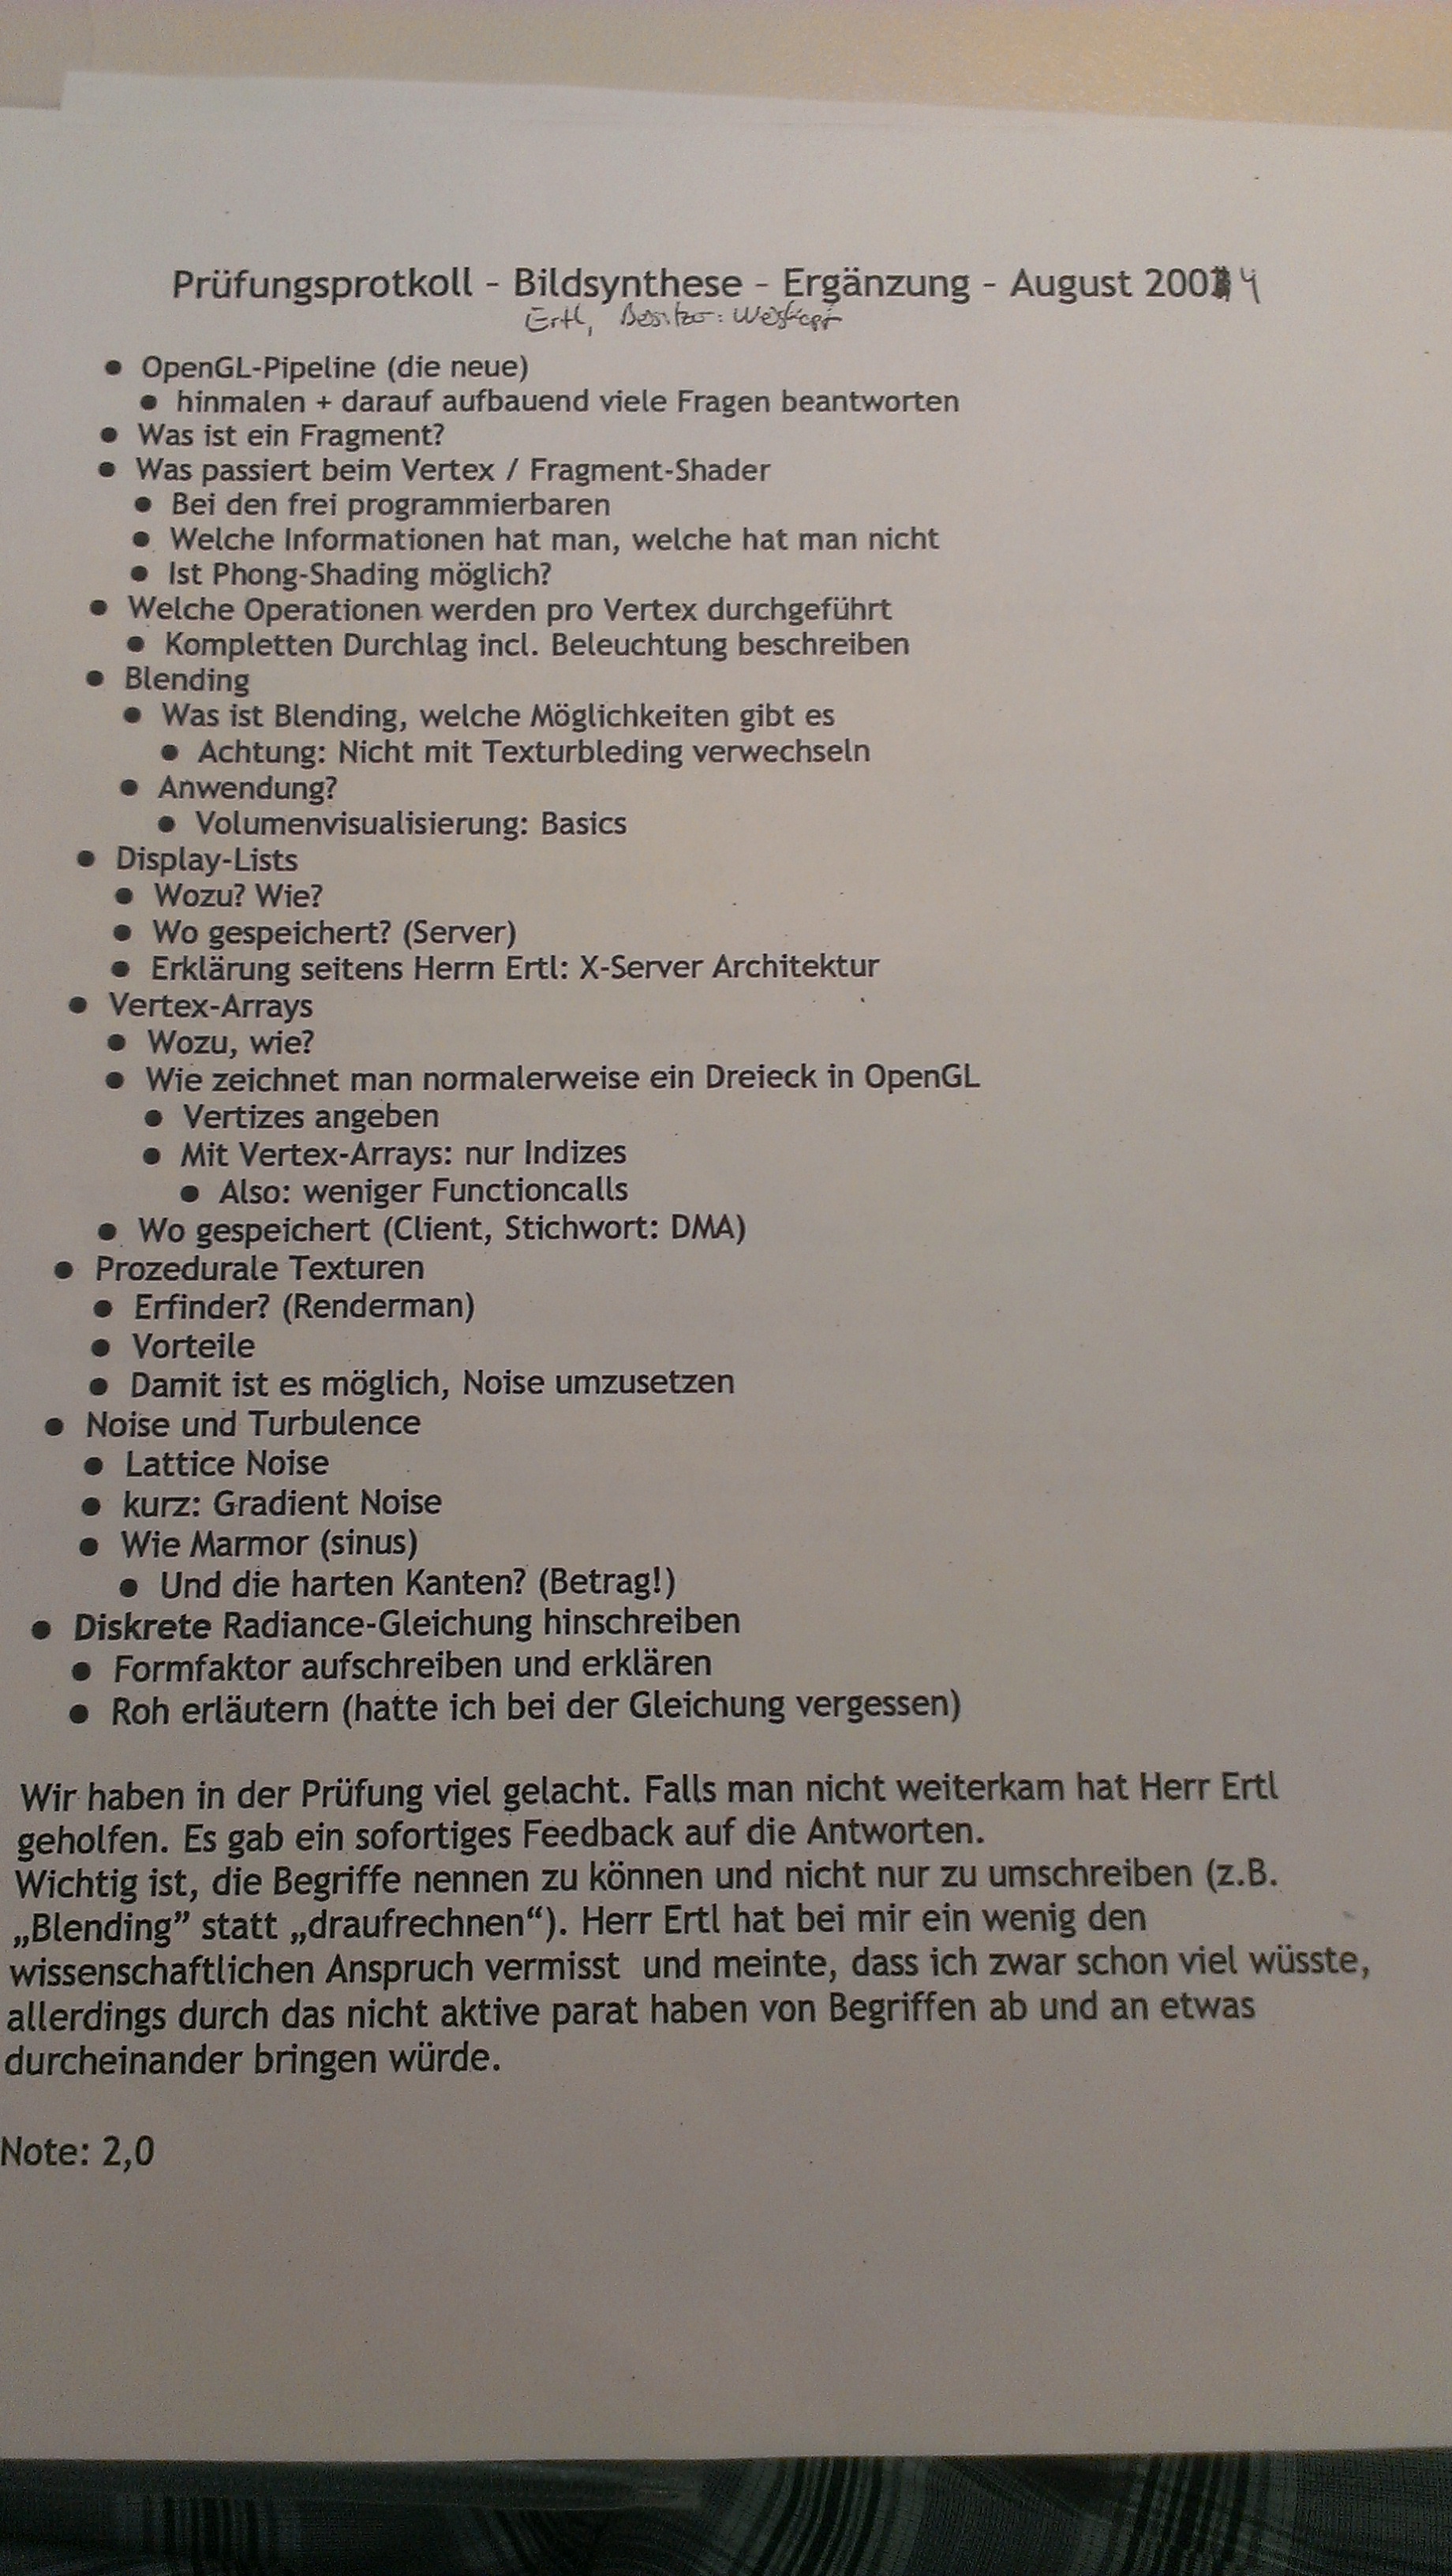 Prüfungsprotkoll - Bildsynthese - Ergänzung - August 2004
Ertl, Besitzer: Weiskopf
● OpenGL-Pipeline (die neue)
● hinmalen + darauf aufbauend viele Fragen beantworten
● Was ist ein Fragment?
● Was passiert beim Vertex / Fragment-Shader
● Bei den frei programmierbaren
● Welche Informationen hat man, welche hat man nicht
● Ist Phong-Shading möglich?
● Welche Operationen werden pro Vertex durchgeführt
● Kompletten Durchlag incl. Beleuchtung beschreiben
● Blending
● Was ist Blending, welche Möglichkeiten gibt es
● Achtung: Nicht mit Texturbleding verwechseln
● Anwendung?
● Volumenvisualisierung: Basics
● Display-Lists
● Wozu? Wie?
● Wo gespeichert? (Server)
● Erklärung seitens Herrn Ertl: X-Server Architektur
● Vertex-Arrays
● Wozu, wie?
● Wie zeichnet man normalerweise ein Dreieck in OpenGL
● Vertizes angeben
● Mit Vertex-Arrays: nur Indizes
● Also: weniger Functioncalls
● Wo gespeichert (Client, Stichwort: DMA)
● Prozedurale Texturen
● Erfinder? (Renderman)
● Vorteile
● Damit ist es möglich, Noise umzusetzen
● Noise und Turbulence
● Lattice Noise
● kurz: Gradient Noise
● Wie Marmor (sinus)
● Und die harten Kanten? (Betrag!)
● Diskrete Radiance-Gleichung hinschreiben
● Formfaktor aufschreiben und erklären
● Roh erläutern (hatte ich bei der Gleichung vergessen)
Wir haben in der Prüfung viel gelacht. Falls man nicht weiterkam hat Herr Ertl
geholfen. Es gab ein sofortiges Feedback auf die Antworten.
Wichtig ist, die Begriffe nennen zu können und nicht nur zu umschreiben (z.B.
„Blending” statt „draufrechnen“). Herr Ertl hat bei mir ein wenig den
wissenschaftlichen Anspruch vermisst und meinte, dass ich zwar schon viel wüsste,
allerdings durch das nicht aktive parat haben von Begriffen ab und an etwas
durcheinander bringen würde.
Note: 2,0